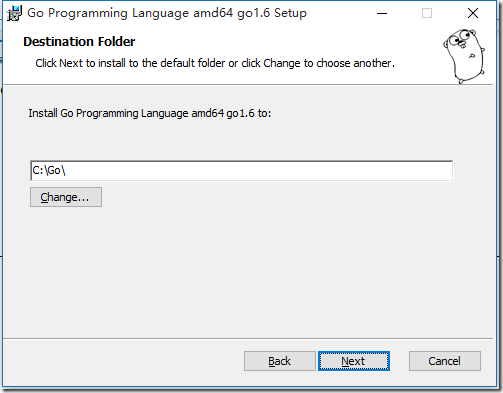 Go Programming Language amd64 go1.6 Setup
Destination Folder
Click Next to install to the default folder or click Change to choose another.
Install Go Programming Language amd64 go1.6 to:
C:\Go\
Change...
Back
Next
Cancel